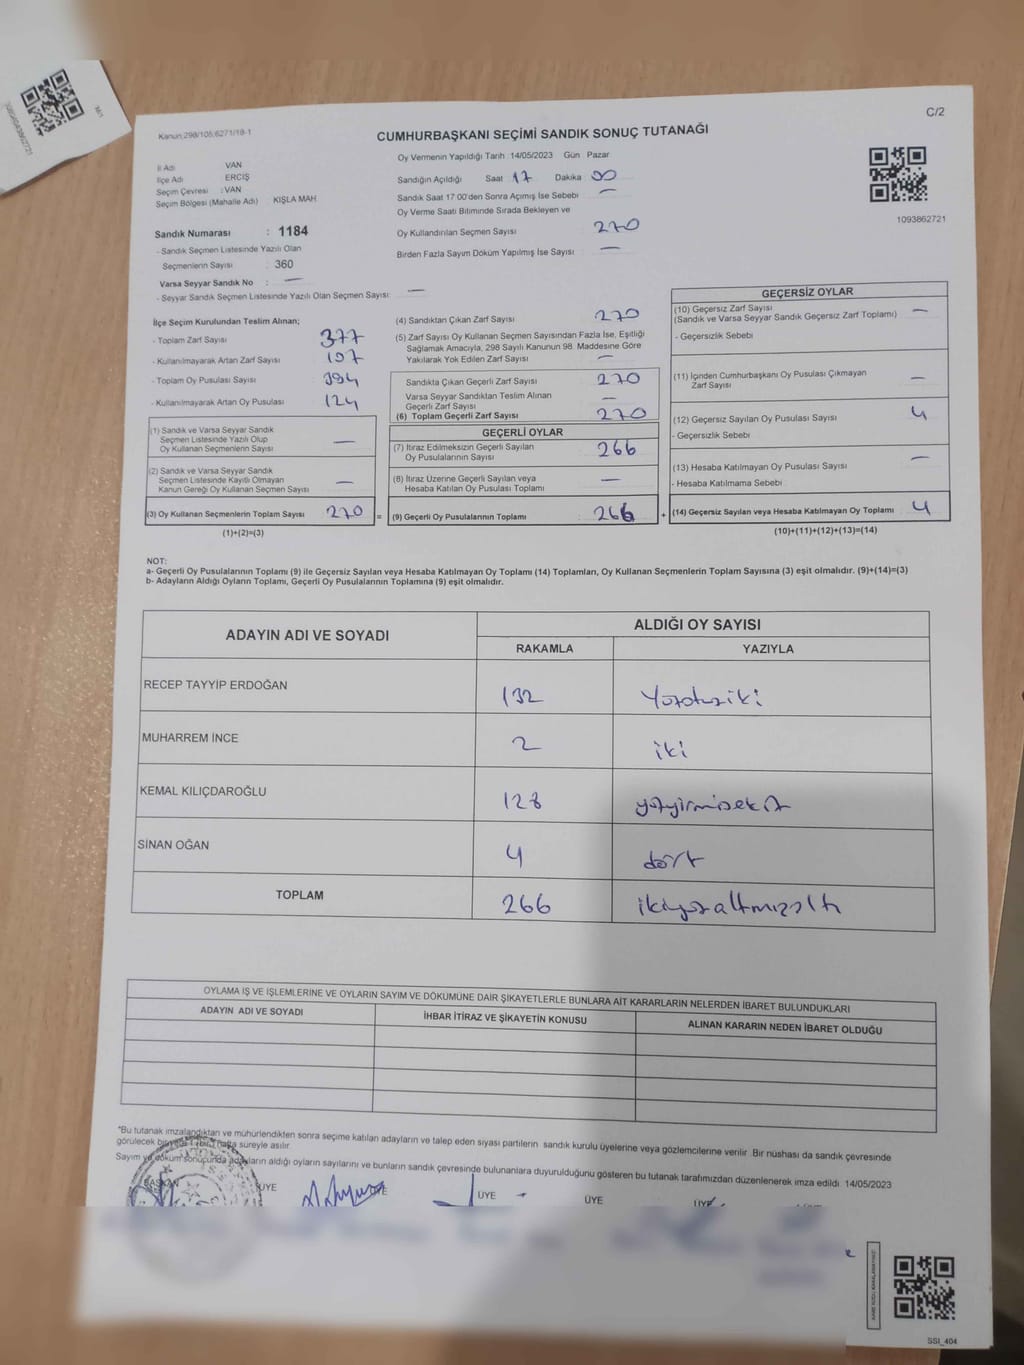 C/2
Kanun:298/105;6271/19-1
CUMHURBAŞKANI SEÇİMİ SANDIK SONUÇ TUTANAĞI
1093862721
İl Adı VAN
İlçe Adı ERCİŞ
Seçim Çevresi : VAN
Seçim Bölgesi (Mahalle Adı) KIŞLA MAH
Sandık Numarası : 1184
- Sandık Seçmen Listesinde Yazılı Olan
Seçmenlerin Sayısı : 360
Varsa Seyyar Sandık No : —
- Seyyar Sandık Seçmen Listesinde Yazılı Olan Seçmen Sayısı: —
Oy Vermenin Yapıldığı Tarih :14/05/2023 Gün : Pazar
Sandığın Açıldığı Saat 17 Dakika 00
Sandık Saat 17 00'den Sonra Açılmış İse Sebebi —
Oy Verme Saati Bitiminde Sırada Bekleyen ve
Oy Kullandırılan Seçmen Sayısı 270
Birden Fazla Sayım Döküm Yapılmış İse Sayısı —
İlçe Seçim Kurulundan Teslim Alınan;
- Toplam Zarf Sayısı 377
- Kullanılmayarak Artan Zarf Sayısı 107
- Toplam Oy Pusulası Sayısı 394
- Kullanılmayarak Artan Oy Pusulası 124
(1) Sandık ve Varsa Seyyar Sandık
Seçmen Listesinde Yazılı Olup
Oy Kullanan Seçmenlerin Sayısı —
(2) Sandık ve Varsa Seyyar Sandık
Seçmen Listesinde Kayıtlı Olmayan
Kanun Gereği Oy Kullanan Seçmen Sayısı —
(3) Oy Kullanan Seçmenlerin Toplam Sayısı 270 =
(1)+(2)=(3)
(4) Sandıktan Çıkan Zarf Sayısı 270
(5) Zarf Sayısı Oy Kullanan Seçmen Sayısından Fazla İse, Eşitliği
Sağlamak Amacıyla, 298 Sayılı Kanunun 98. Maddesine Göre
Yakılarak Yok Edilen Zarf Sayısı —
Sandıkta Çıkan Geçerli Zarf Sayısı 270
Varsa Seyyar Sandıktan Teslim Alınan
Geçerli Zarf Sayısı —
(6) Toplam Geçerli Zarf Sayısı 270
GEÇERLİ OYLAR
(7) İtiraz Edilmeksizin Geçerli Sayılan
Oy Pusulalarının Sayısı 266
(8) İtiraz Üzerine Geçerli Sayılan veya
Hesaba Katılan Oy Pusulası Toplamı —
(9) Geçerli Oy Pusulalarının Toplamı 266 +
GEÇERSİZ OYLAR
(10) Geçersiz Zarf Sayısı
(Sandık ve Varsa Seyyar Sandık Geçersiz Zarf Toplamı) —
- Geçersizlik Sebebi
(11) İçinden Cumhurbaşkanı Oy Pusulası Çıkmayan
Zarf Sayısı —
(12) Geçersiz Sayılan Oy Pusulası Sayısı 4
- Geçersizlik Sebebi
(13) Hesaba Katılmayan Oy Pusulası Sayısı —
- Hesaba Katılmama Sebebi
(14) Geçersiz Sayılan veya Hesaba Katılmayan Oy Toplamı 4
(10)+(11)+(12)+(13)=(14)
NOT:
a- Geçerli Oy Pusulalarının Toplamı (9) ile Geçersiz Sayılan veya Hesaba Katılmayan Oy Toplamı (14) Toplamları, Oy Kullanan Seçmenlerin Toplam Sayısına (3) eşit olmalıdır. (9)+(14)=(3)
b- Adayların Aldığı Oyların Toplamı, Geçerli Oy Pusulalarının Toplamına (9) eşit olmalıdır.
ADAYIN ADI VE SOYADI
ALDIĞI OY SAYISI
RAKAMLA YAZIYLA
RECEP TAYYİP ERDOĞAN 132 Yüzotuziki
MUHARREM İNCE 2 iki
KEMAL KILIÇDAROĞLU 128 yüzyirmisekiz
SİNAN OĞAN 4 dört
TOPLAM 266 ikiyüzaltmışaltı
OYLAMA İŞ VE İŞLEMLERİNE VE OYLARIN SAYIM VE DÖKÜMÜNE DAİR ŞİKAYETLERLE BUNLARA AİT KARARLARIN NELERDEN İBARET BULUNDUKLARI
ADAYIN ADI VE SOYADI İHBAR İTİRAZ VE ŞİKAYETİN KONUSU ALINAN KARARIN NEDEN İBARET OLDUĞU
*Bu tutanak imzalandıktan ve mühürlendikten sonra seçime katılan adayların ve talep eden siyasi partilerin sandık kurulu üyelerine veya gözlemcilerine verilir. Bir nüshası da sandık çevresinde
görülecek bir yere 1 (bir) hafta süreyle asılır.
Sayım ve döküm sonucunda adayların aldığı oyların sayılarını ve bunların sandık çevresinde bulunanlara duyurulduğunu gösteren bu tutanak tarafımızdan düzenlenerek imza edildi. 14/05/2023
BAŞKAN ÜYE ÜYE ÜYE ÜYE ÜYE
SSI_404